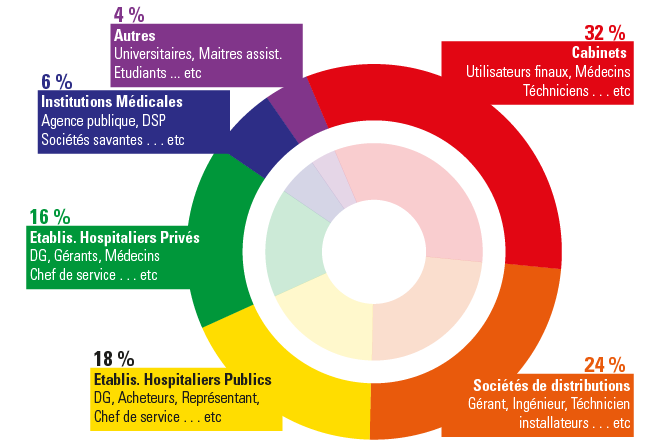 4 %
Autres
Universitaires, Maitres assist.
Etudiants ... etc
32 %
Cabinets
Utilisateurs finaux, Médecins
Téchniciens . . . etc
6 %
Institutions Médicales
Agence publique, DSP
Sociétés savantes . . . etc
16 %
Etablis. Hospitaliers Privés
DG, Gérants, Médecins
Chef de service . . . etc
18 %
Etablis. Hospitaliers Publics
DG, Acheteurs, Représentant,
Chef de service . . . etc
24 %
Sociétés de distributions
Gérant, Ingénieur, Téchnicien
installateurs . . . etc